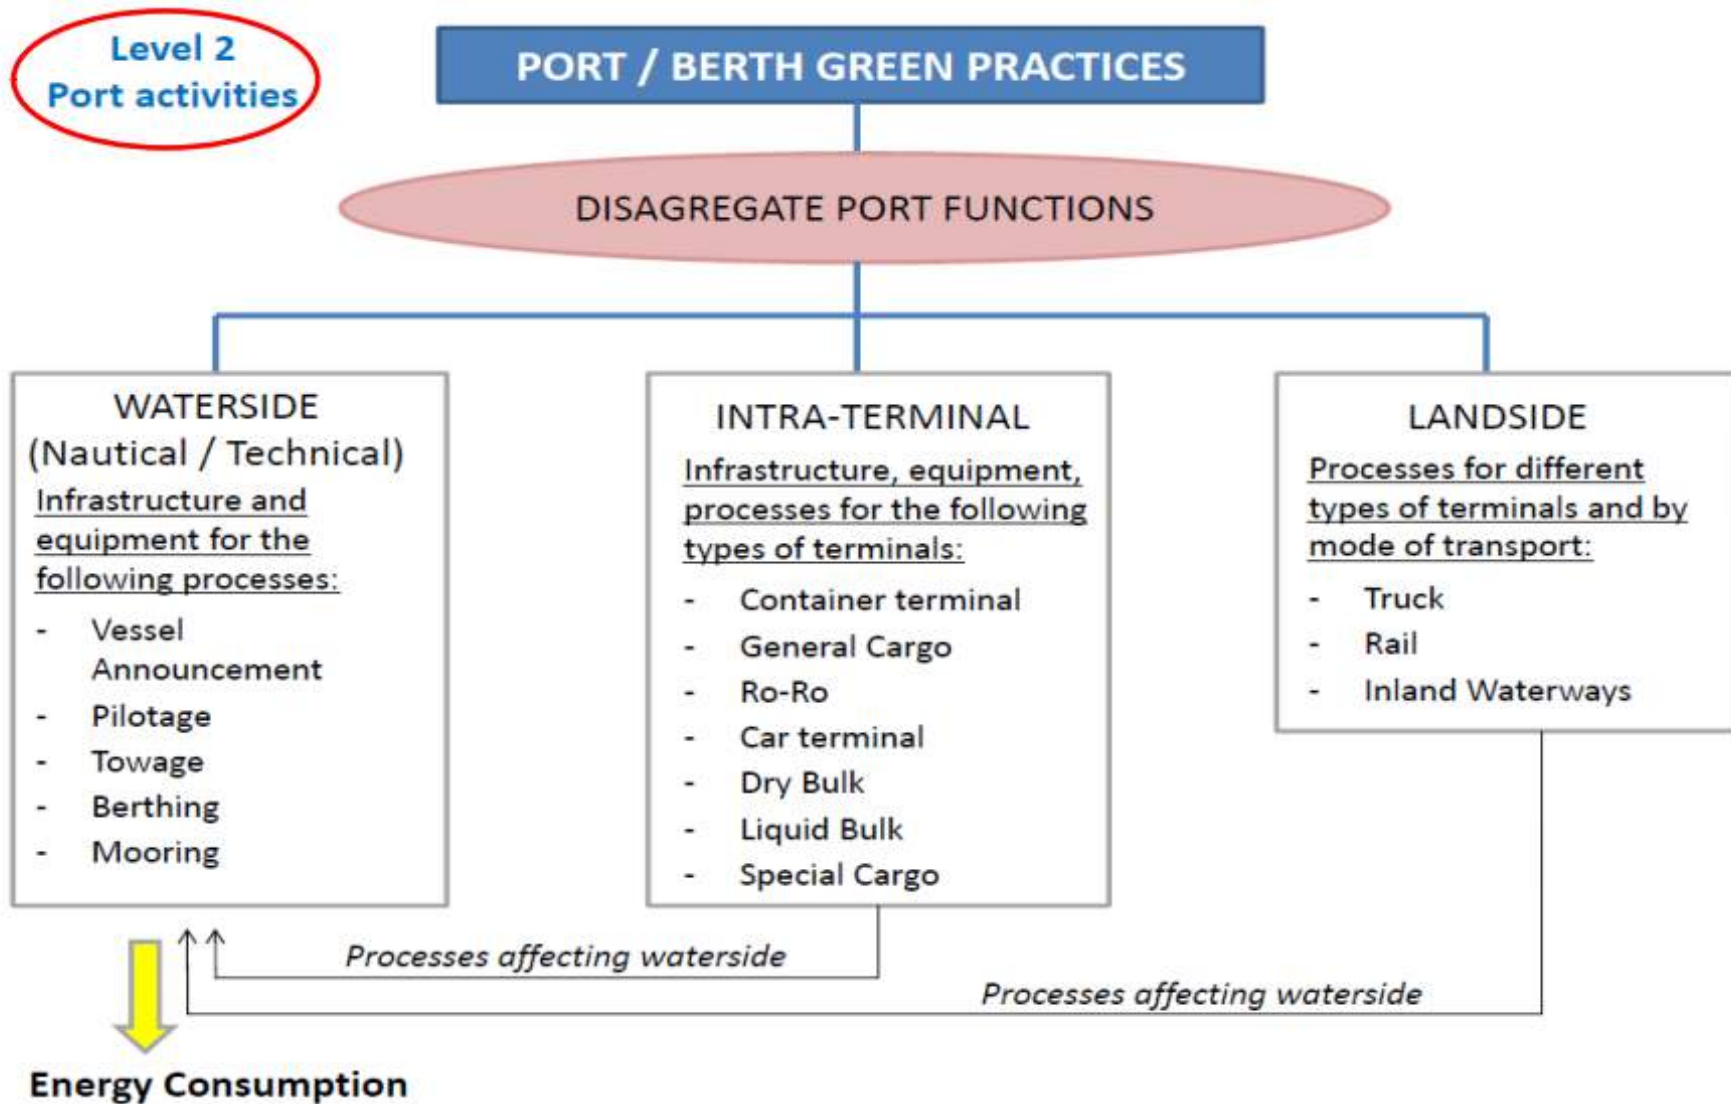 Level 2
Port activities
PORT / BERTH GREEN PRACTICES
DISAGREGATE PORT FUNCTIONS
WATERSIDE
(Nautical / Technical)
Infrastructure and
equipment for the
following processes:
- Vessel
Announcement
- Pilotage
- Towage
- Berthing
- Mooring
INTRA-TERMINAL
Infrastructure, equipment,
processes for the following
types of terminals:
- Container terminal
- General Cargo
- Ro-Ro
- Car terminal
- Dry Bulk
- Liquid Bulk
- Special Cargo
LANDSIDE
Processes for different
types of terminals and by
mode of transport:
- Truck
- Rail
- Inland Waterways
Processes affecting waterside
Processes affecting waterside
Energy Consumption